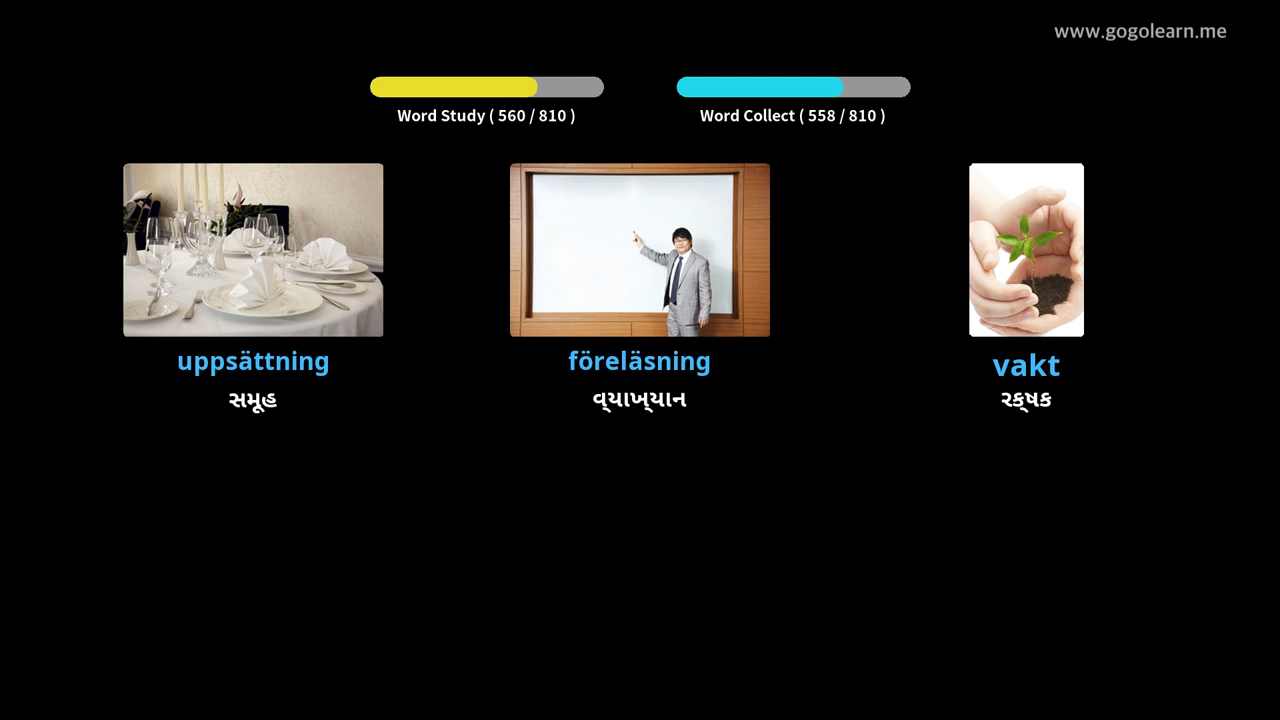 www.gogolearn.me
Word Study ( 560 / 810 )
Word Collect ( 558 / 810 )
uppsättning
સમૂહ
föreläsning
વ્યાખ્યાન
vakt
રક્ષક